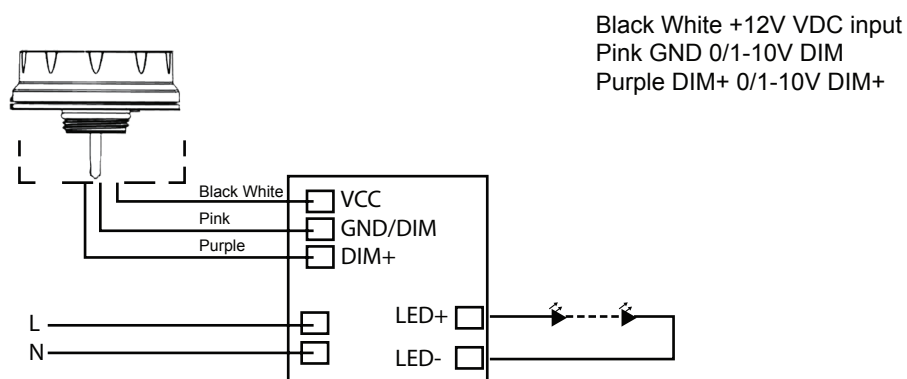 Black White +12V VDC input
Pink GND 0/1-10V DIM
Purple DIM+ 0/1-10V DIM+
Black White
VCC
Pink
GND/DIM
Purple
DIM+
L
LED+
N
LED-